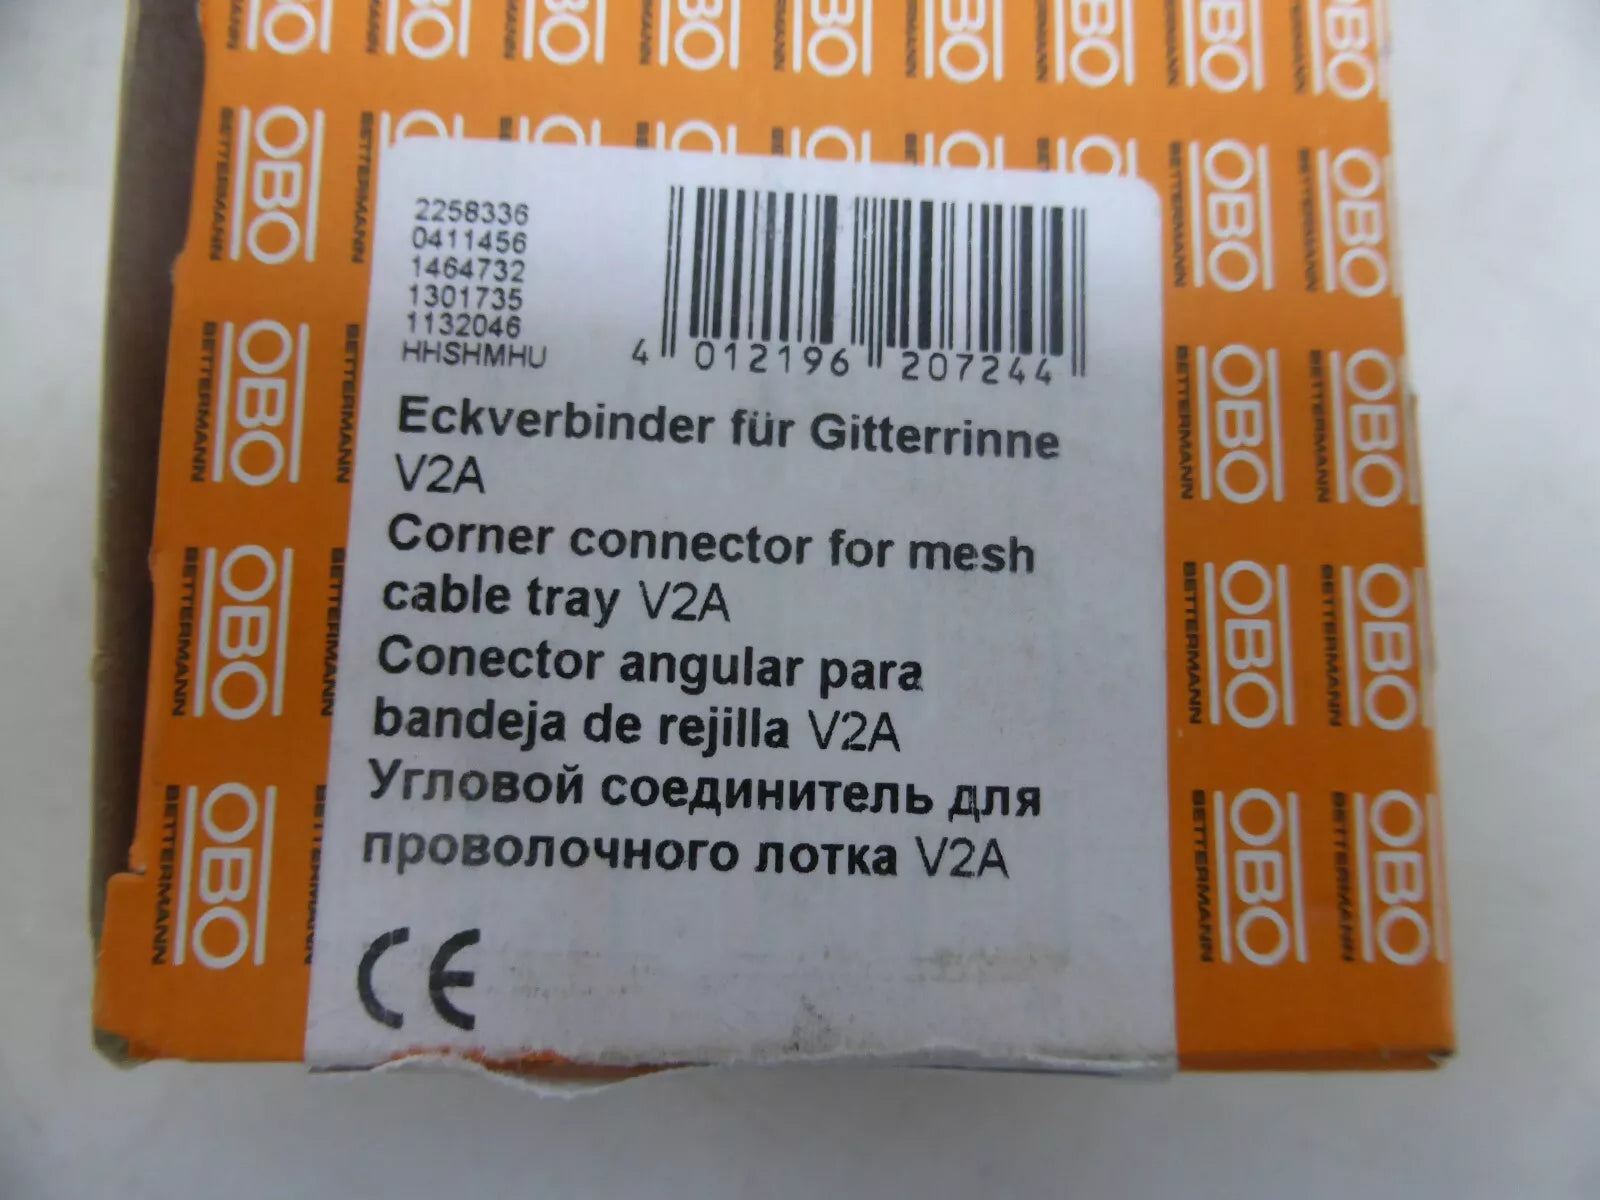 OBO BETTERMANN
2258336
0411456
1464732
1301735
1132046
HHSHMHU
4 012196 207244
Eckverbinder für Gitterrinne
V2A
Corner connector for mesh
cable tray V2A
Conector angular para
bandeja de rejilla V2A
Угловой соединитель для
проволочного лотка V2A
CE